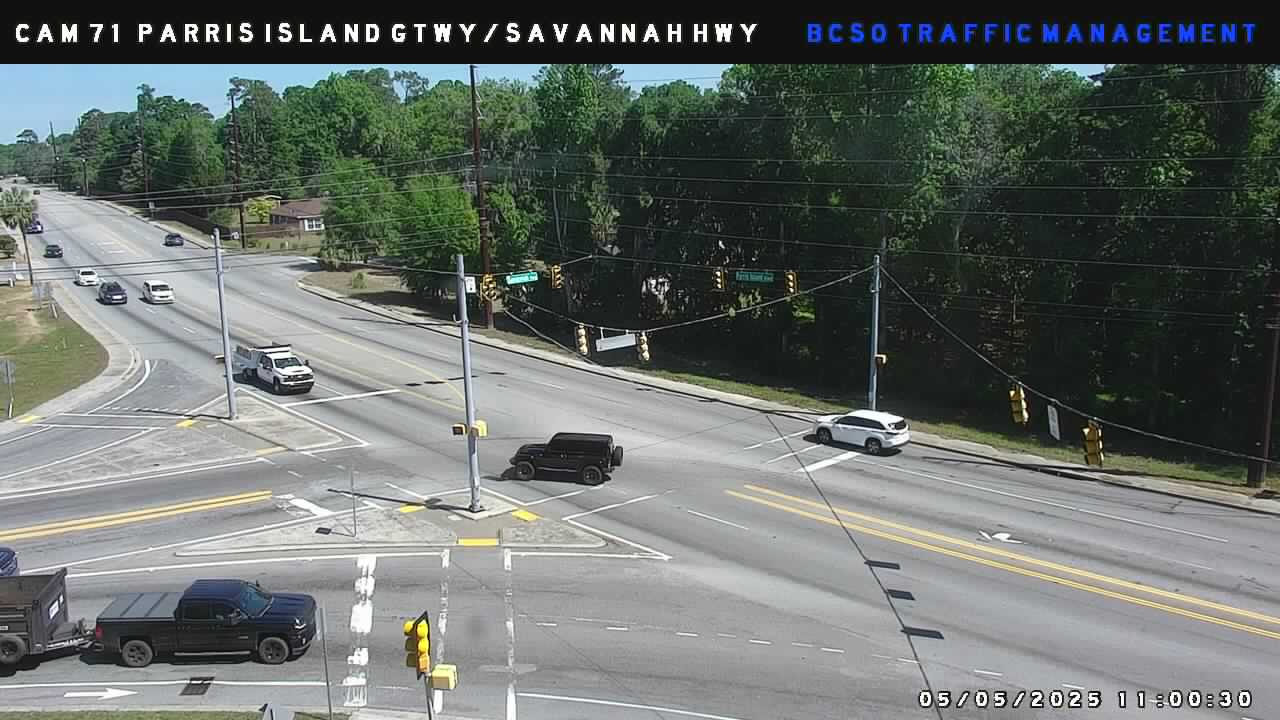 CAM 71 PARRIS ISLAND GTWY/SAVANNAH HWY BCSO TRAFFIC MANAGEMENT
05/05/2025 11:00:30